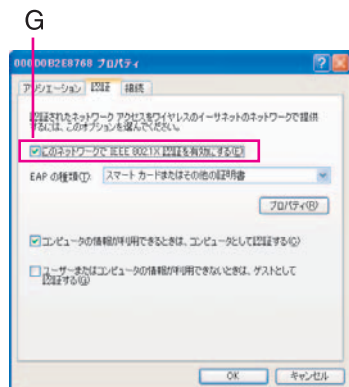 G
00000B2E8768 プロパティ
アソシエーション 認証 接続
認証されたネットワーク アクセスをワイヤレスのイーサネットのネットワークで提供
するには、このオプションを選んでください。
このネットワークで IEEE 8021X 認証を有効にする(E)
EAP の種類(T): スマート カードまたはその他の証明書
プロパティ(R)
コンピュータの情報が利用できるときは、コンピュータとして認証する(C)
ユーザーまたはコンピュータの情報が利用できないときは、ゲストとして
認証する(G)
OK キャンセル